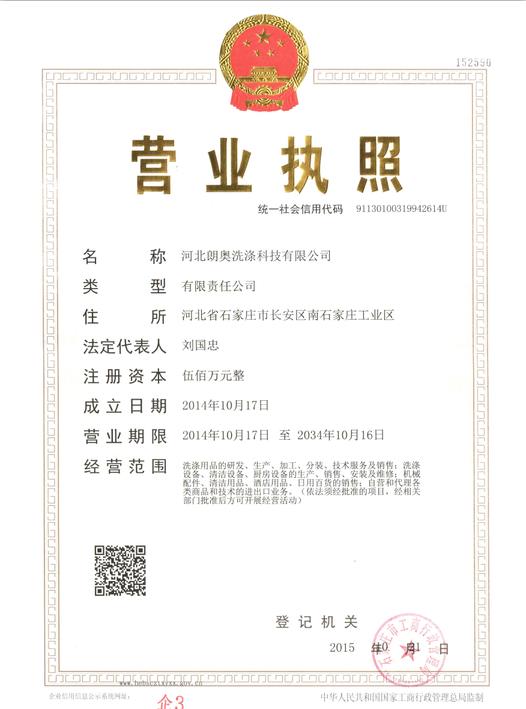 152596
营业执照
统一社会信用代码 91130100319942614U
名称 河北朗奥洗涤科技有限公司
类型 有限责任公司
住所 河北省石家庄市长安区南石家庄工业区
法定代表人 刘国忠
注册资本 伍佰万元整
成立日期 2014年10月17日
营业期限 2014年10月17日 至 2034年10月16日
经营范围 洗涤用品的研发、生产、加工、分装、技术服务及销售；洗涤
设备、清洁设备、厨房设备的生产、销售、安装及维修；机械
配件、清洁用品、酒店用品、日用百货的销售；自营和代理各
类商品和技术的进出口业务。（依法须经批准的项目，经相关
部门批准后方可开展经营活动）
登记机关
石家庄市工商行政管理局
2015 年 月 日
企业信用信息公示系统网址：
企3
中华人民共和国国家工商行政管理总局监制